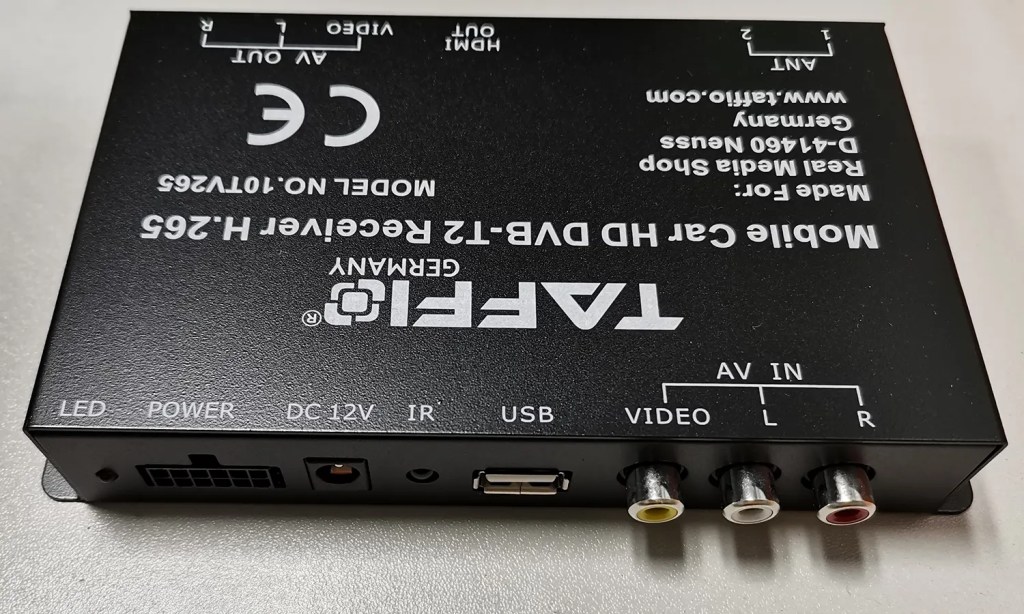 TAFFIO®
GERMANY
Mobile Car HD DVB-T2 Receiver H.265
Made For:
Real Media Shop
D-41460 Neuss
Germany
www.taffio.com
MODEL NO.10TV265
CE
ANT
1 2
HDMI
OUT
AV OUT
VIDEO L R
LED POWER DC 12V IR USB
AV IN
VIDEO L R